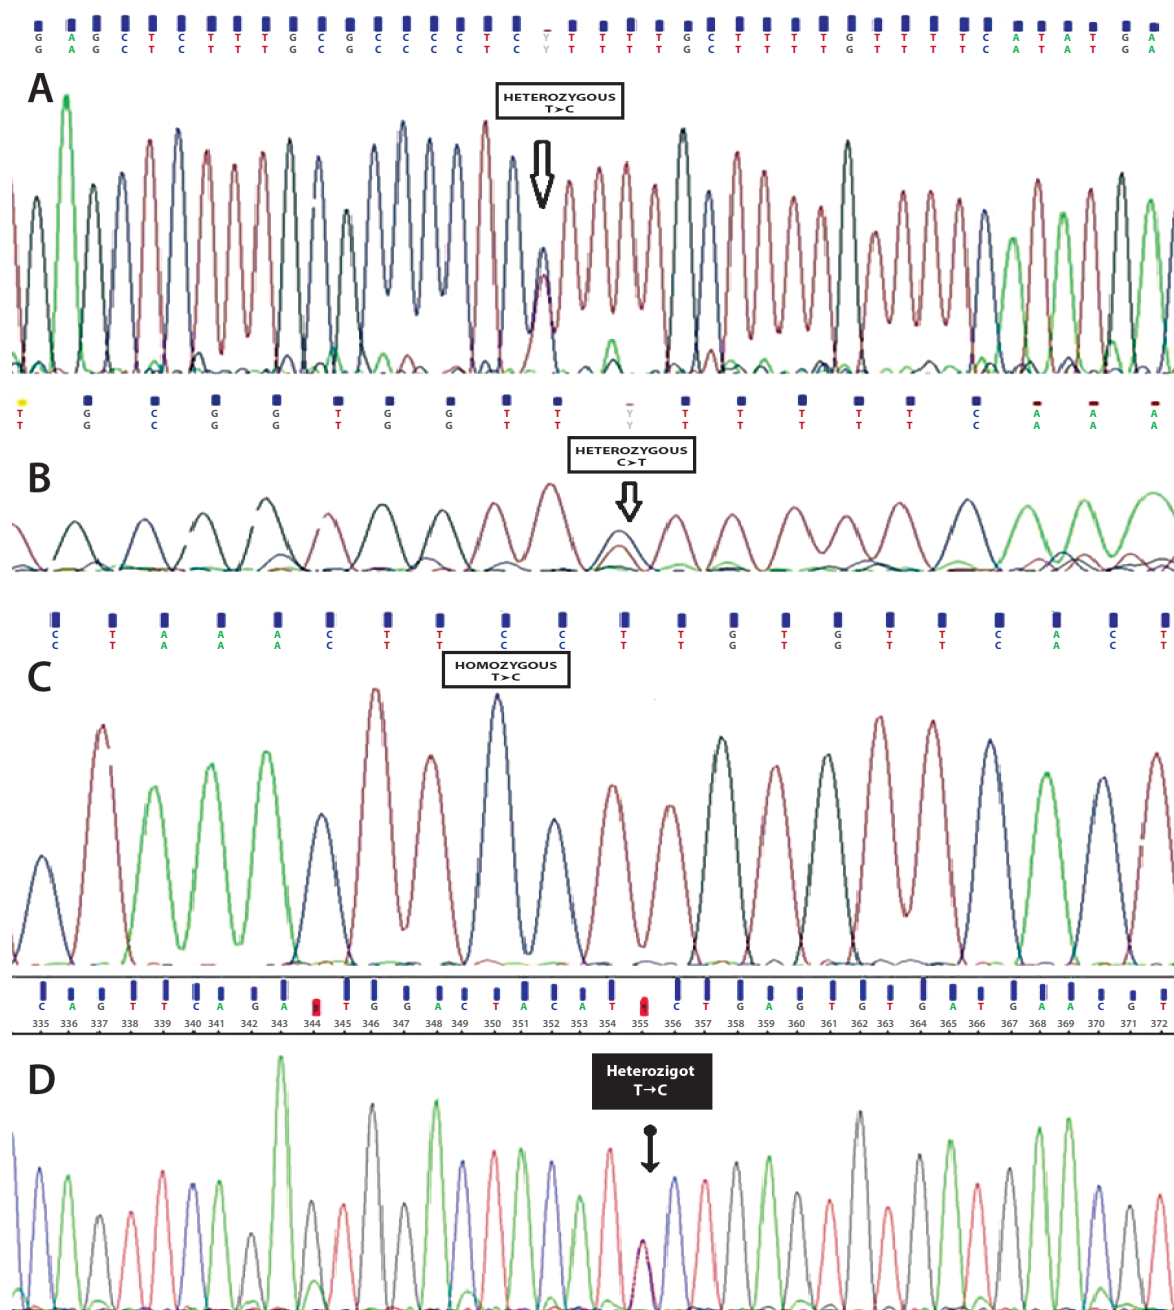 G A G C T C T T T G C G C C C C T C Y T T T T G C T T T T G T T T T C A T A T G A
G A G C T C T T T G C G C C C C T C Y T T T T G C T T T T G T T T T C A T A T G A
A
HETEROZYGOUS
T>C
T G C G G T G G T T Y T T T T T C A A A
T G C G G T G G T T Y T T T T T C A A A
B
HETEROZYGOUS
C>T
C T A A A C T T C C T T G T G T T C A C T
C T A A A C T T C C T T G T G T T C A C T
C
HOMOZYGOUS
T>C
C A G T T C A G A T G G A C T A C A T C T G A G T G T G A T G A A C G T
335 336 337 338 339 340 341 342 343 344 345 346 347 348 349 350 351 352 353 354 355 356 357 358 359 360 361 362 363 364 365 366 367 368 369 370 371 372
D
Heterozigot
T→C